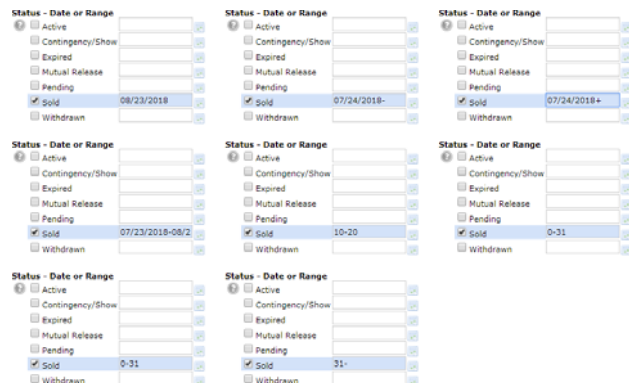 Status - Date or Range
Active
Contingency/Show
Expired
Mutual Release
Pending
Sold 08/23/2018
Withdrawn
Status - Date or Range
Active
Contingency/Show
Expired
Mutual Release
Pending
Sold 07/24/2018-
Withdrawn
Status - Date or Range
Active
Contingency/Show
Expired
Mutual Release
Pending
Sold 07/24/2018+
Withdrawn
Status - Date or Range
Active
Contingency/Show
Expired
Mutual Release
Pending
Sold 07/23/2018-08/2
Withdrawn
Status - Date or Range
Active
Contingency/Show
Expired
Mutual Release
Pending
Sold 10-20
Withdrawn
Status - Date or Range
Active
Contingency/Show
Expired
Mutual Release
Pending
Sold 0-31
Withdrawn
Status - Date or Range
Active
Contingency/Show
Expired
Mutual Release
Pending
Sold 0-31
Withdrawn
Status - Date or Range
Active
Contingency/Show
Expired
Mutual Release
Pending
Sold 31-
Withdrawn